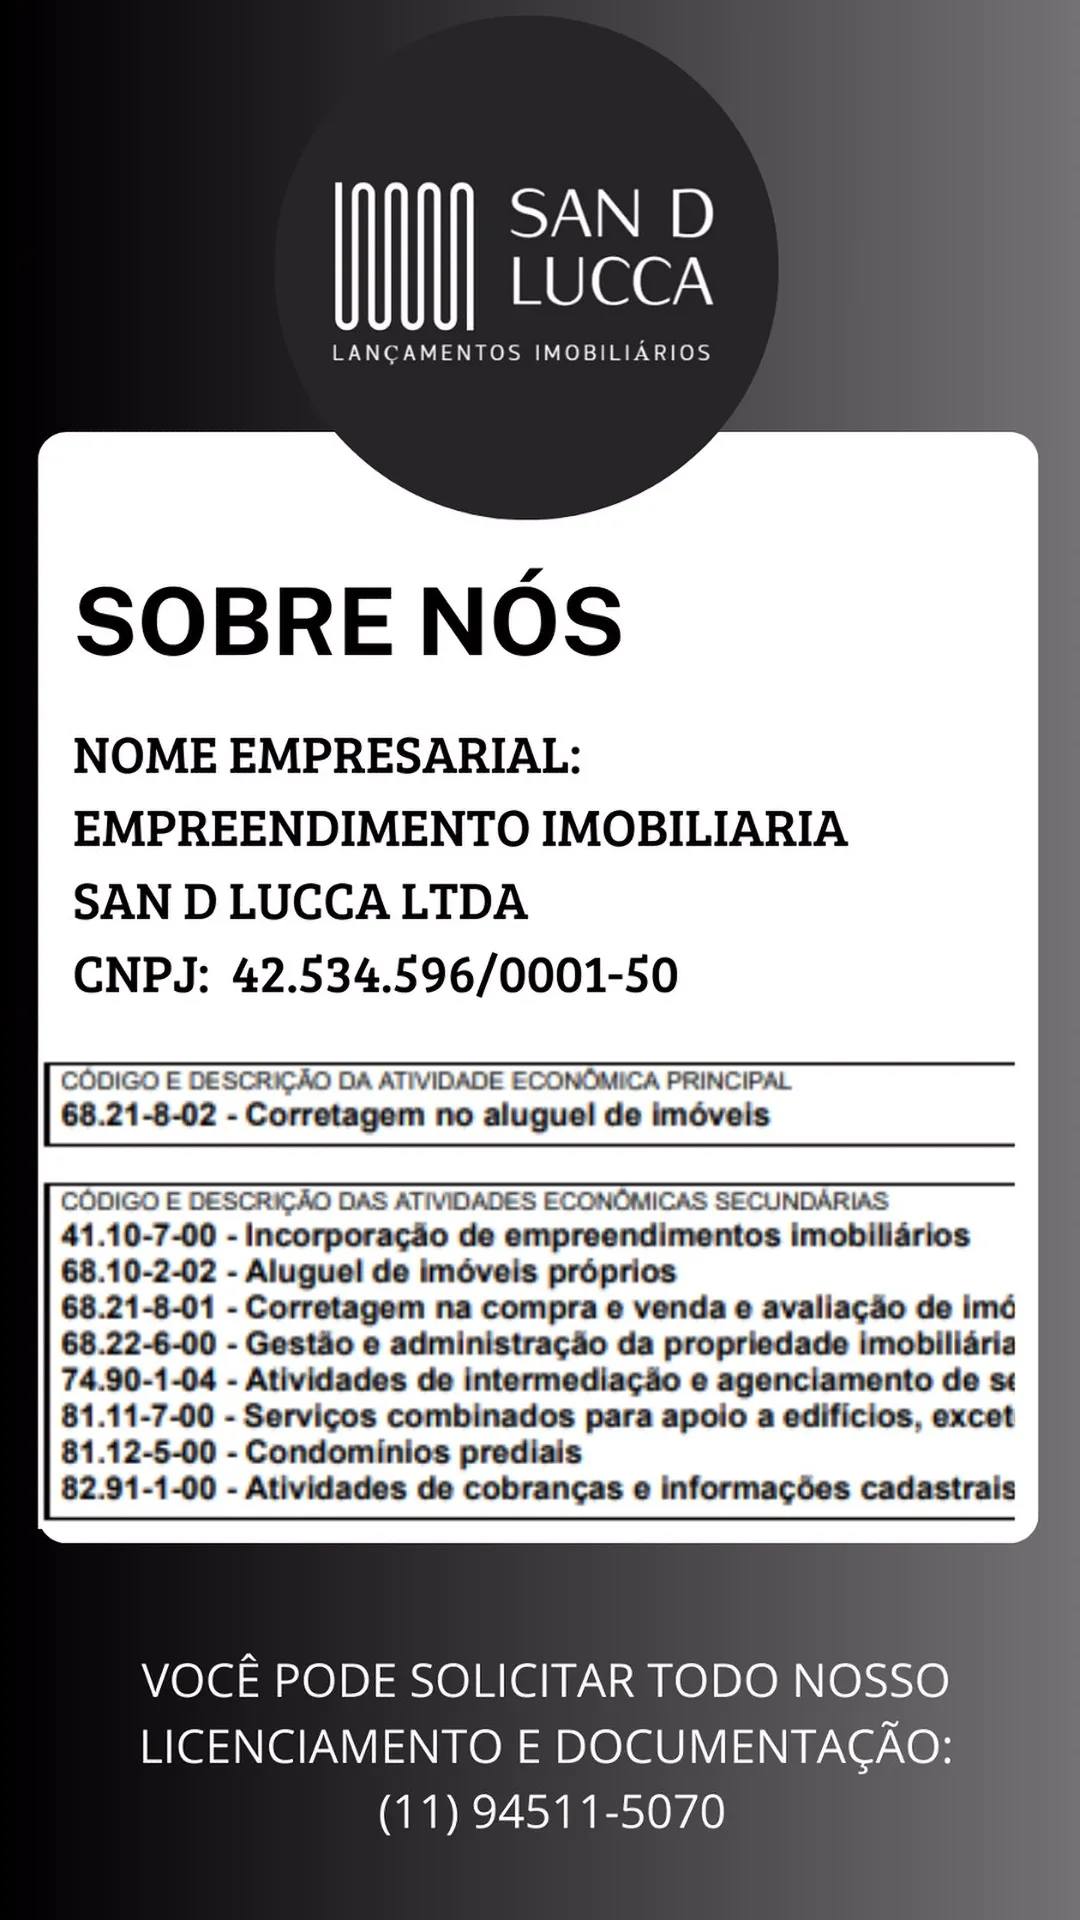 SAN D
LUCCA
LANÇAMENTOS IMOBILIÁRIOS
SOBRE NÓS
NOME EMPRESARIAL:
EMPREENDIMENTO IMOBILIARIA
SAN D LUCCA LTDA
CNPJ: 42.534.596/0001-50
CÓDIGO E DESCRIÇÃO DA ATIVIDADE ECONÔMICA PRINCIPAL
68.21-8-02 - Corretagem no aluguel de imóveis
CÓDIGO E DESCRIÇÃO DAS ATIVIDADES ECONÔMICAS SECUNDÁRIAS
41.10-7-00 - Incorporação de empreendimentos imobiliários
68.10-2-02 - Aluguel de imóveis próprios
68.21-8-01 - Corretagem na compra e venda e avaliação de imó
68.22-6-00 - Gestão e administração da propriedade imobiliária
74.90-1-04 - Atividades de intermediação e agenciamento de se
81.11-7-00 - Serviços combinados para apoio a edifícios, excet
81.12-5-00 - Condomínios prediais
82.91-1-00 - Atividades de cobranças e informações cadastrais
VOCÊ PODE SOLICITAR TODO NOSSO
LICENCIAMENTO E DOCUMENTAÇÃO:
(11) 94511-5070